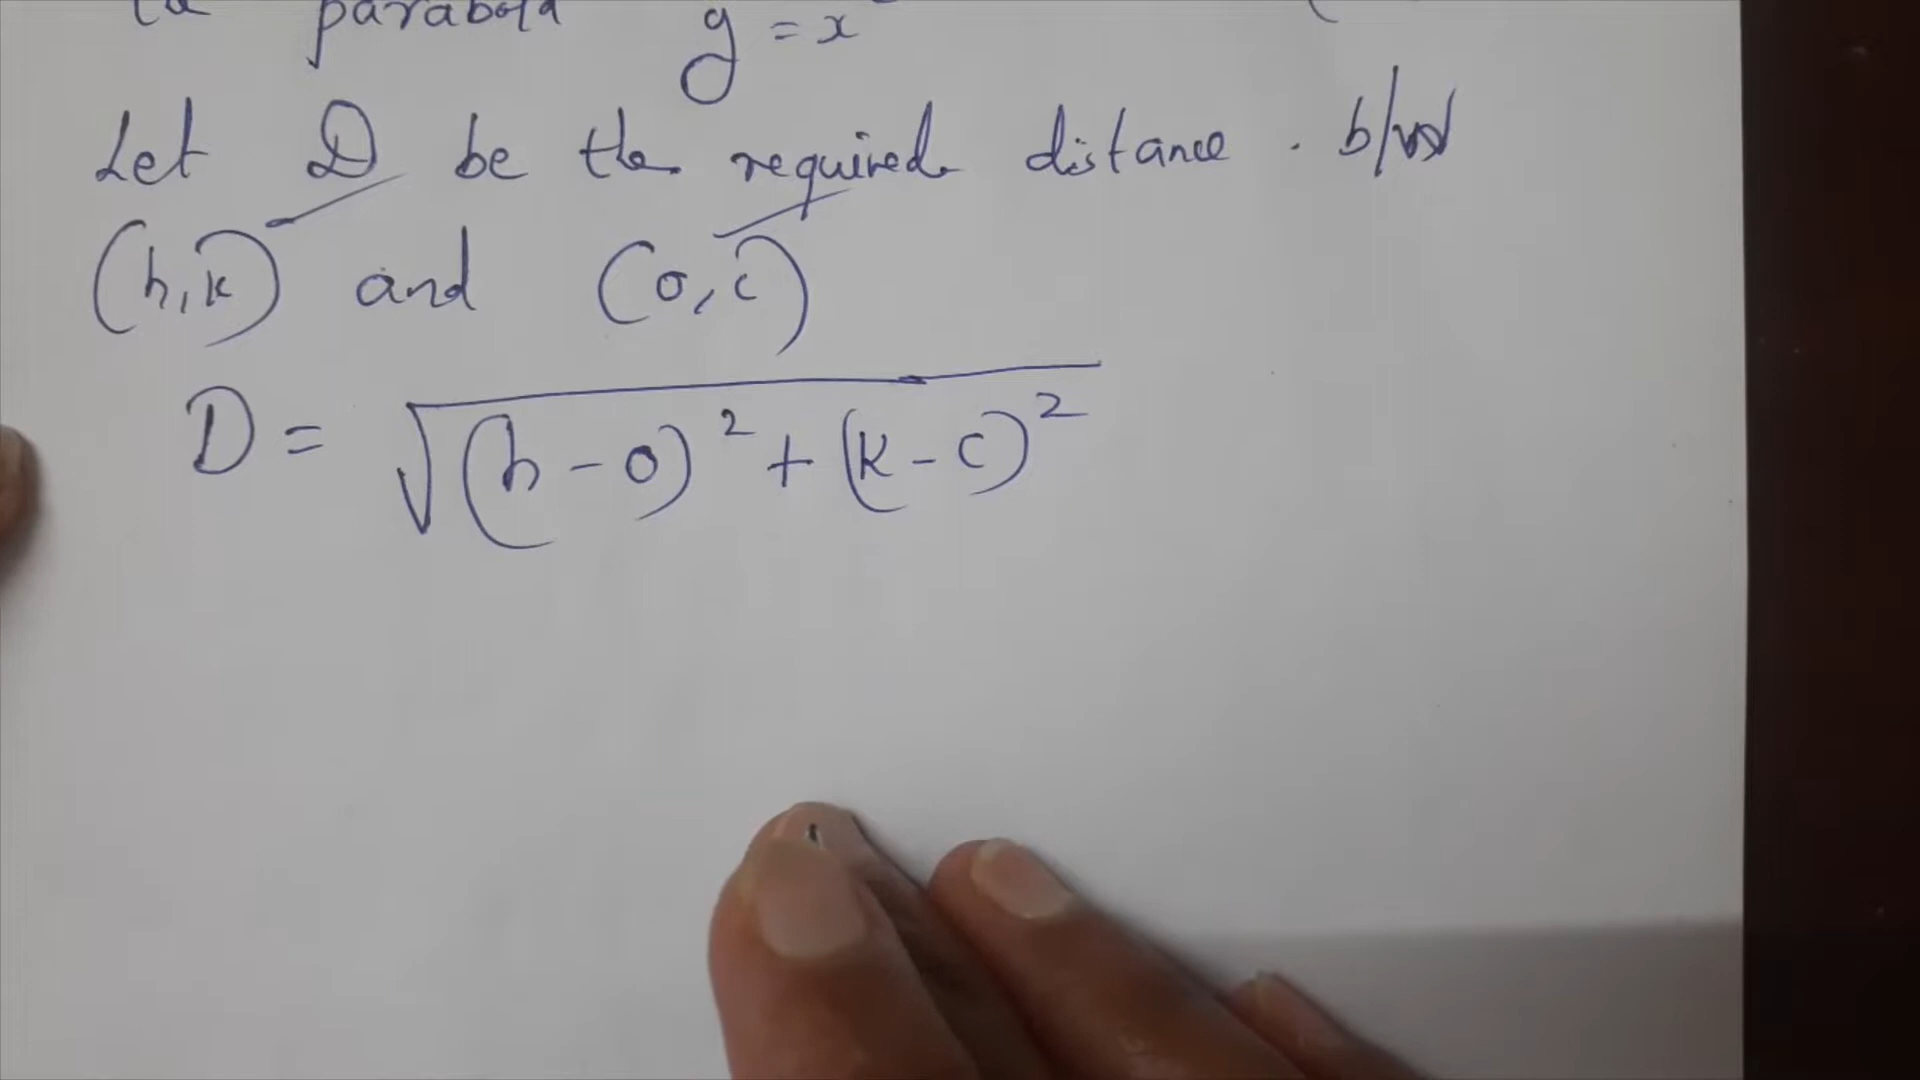 parabola y = x
Let D be the required distance . b/w
(h,k) and (0,c)
D = √(h-0)² + (k-c)²